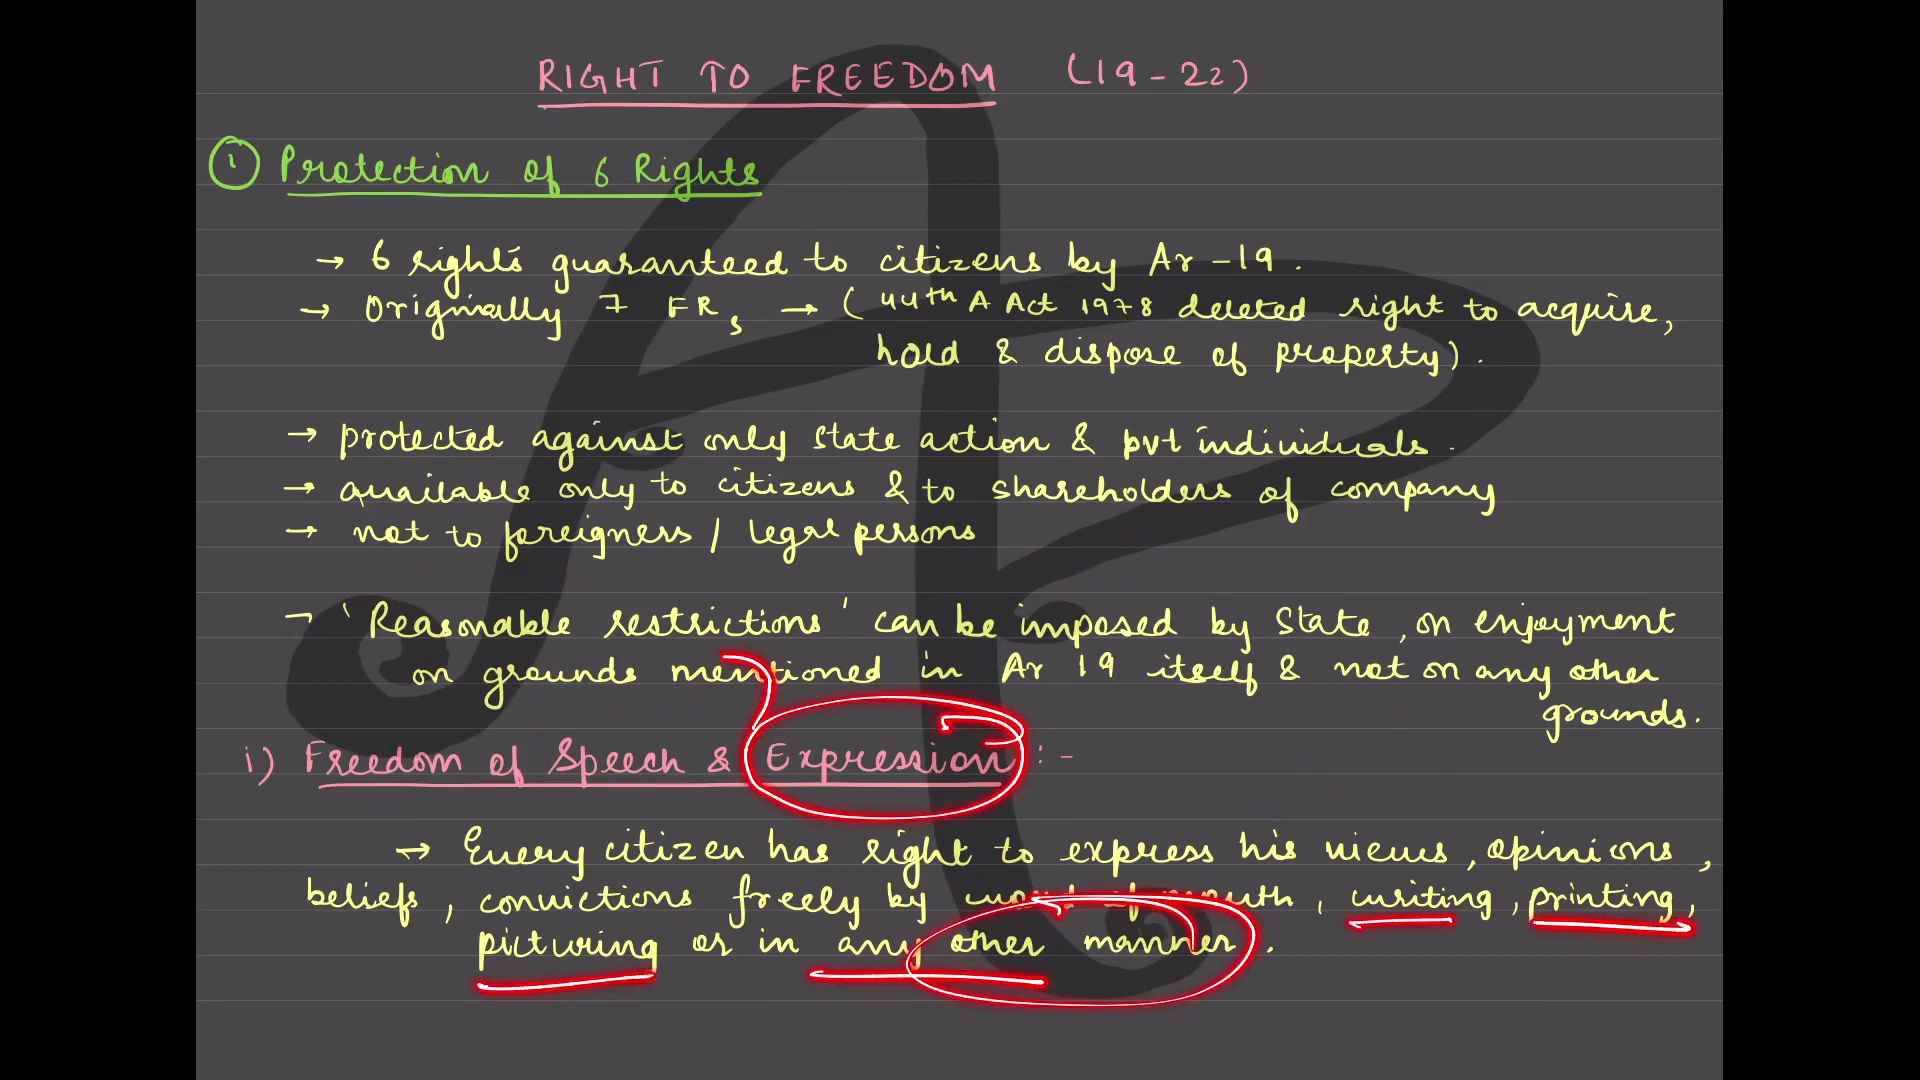 RIGHT TO FREEDOM (19-22)
① Protection of 6 Rights
→ 6 rights guaranteed to citizens by Ar-19.
→ Originally 7 FRs → (44th A Act 1978 deleted right to acquire,
hold & dispose of property).
→ protected against only state action & pvt individuals.
→ available only to citizens & to shareholders of company
→ not to foreigness / legal persons
→ 'Reasonable restrictions' can be imposed by State, on enjoyment
on grounds mentioned in Ar 19 itself & not on any other
grounds.
i) Freedom of Speech & Expression :-
→ Every citizen has right to express his views, opinions,
beliefs, convictions freely by word of mouth, writing, printing,
picturing or in any other manner.